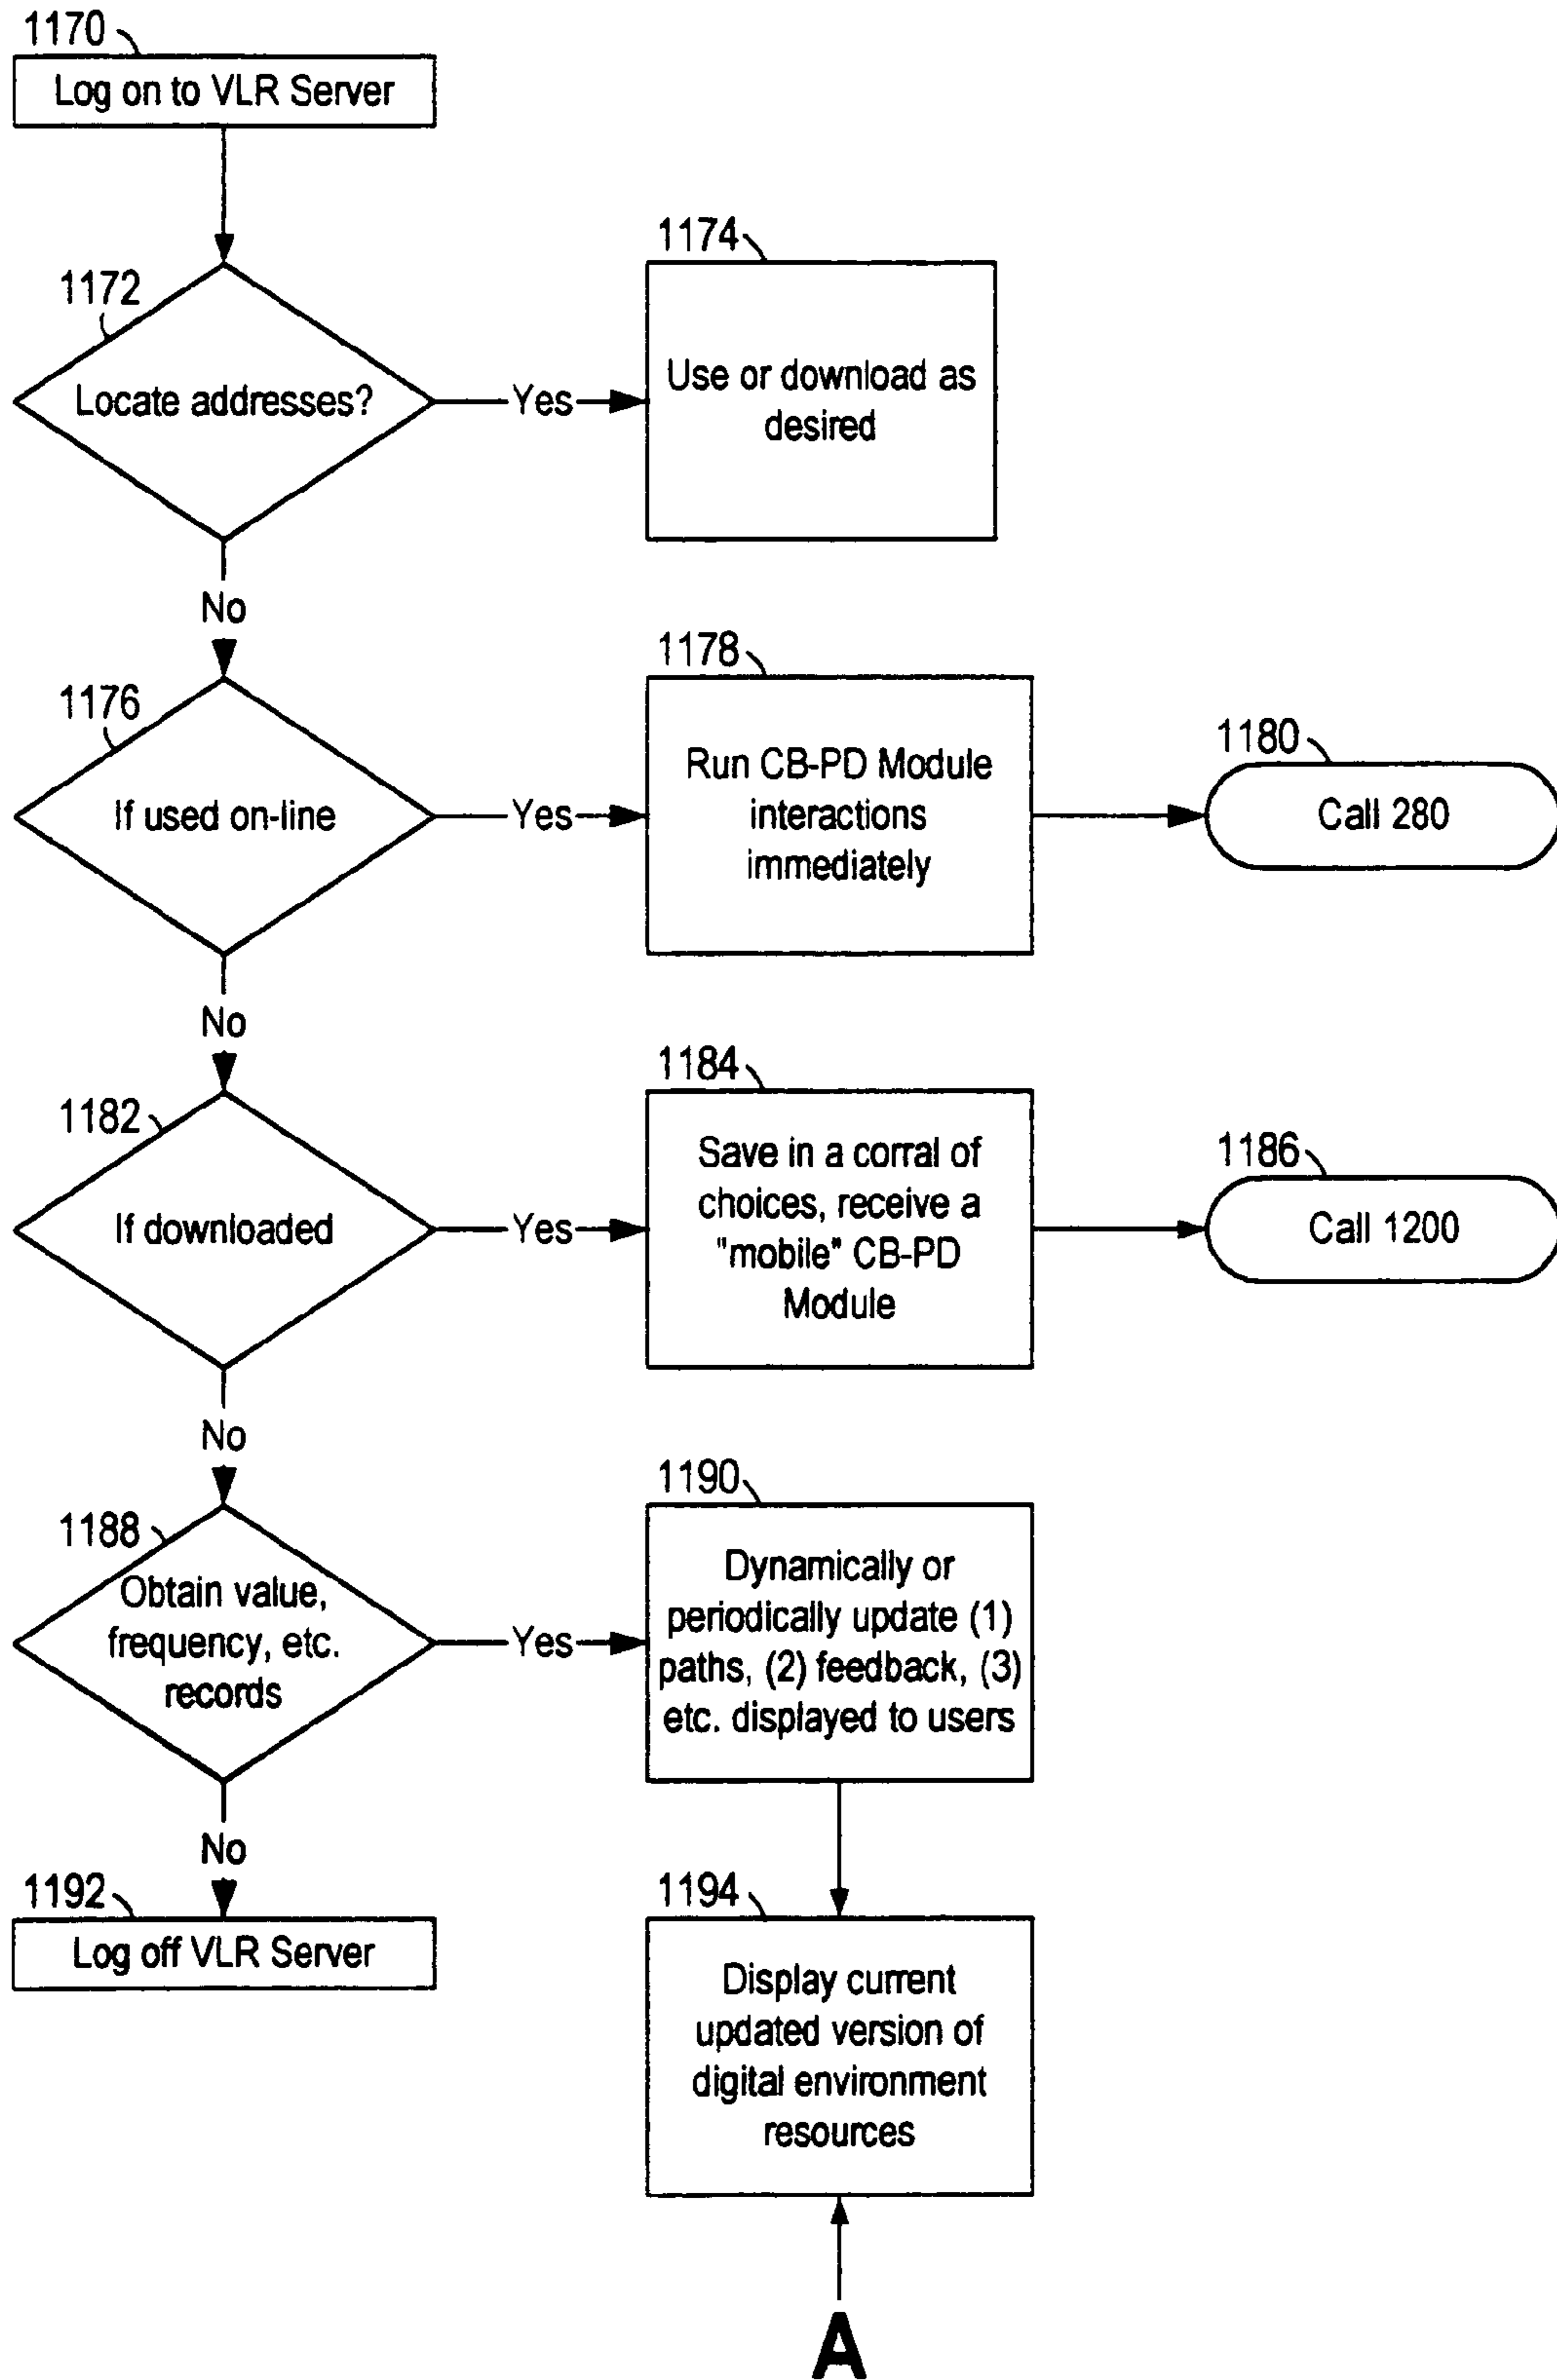 1170
Log on to VLR Server
1172
Locate addresses?
Yes
1174
Use or download as
desired
No
1176
If used on-line
Yes
1178
Run CB-PD Module
interactions
immediately
1180
Call 280
No
1182
If downloaded
Yes
1184
Save in a corral of
choices, receive a
"mobile" CB-PD
Module
1186
Call 1200
No
1188
Obtain value,
frequency, etc.
records
Yes
1190
Dynamically or
periodically update (1)
paths, (2) feedback, (3)
etc. displayed to users
No
1192
Log off VLR Server
1194
Display current
updated version of
digital environment
resources
A